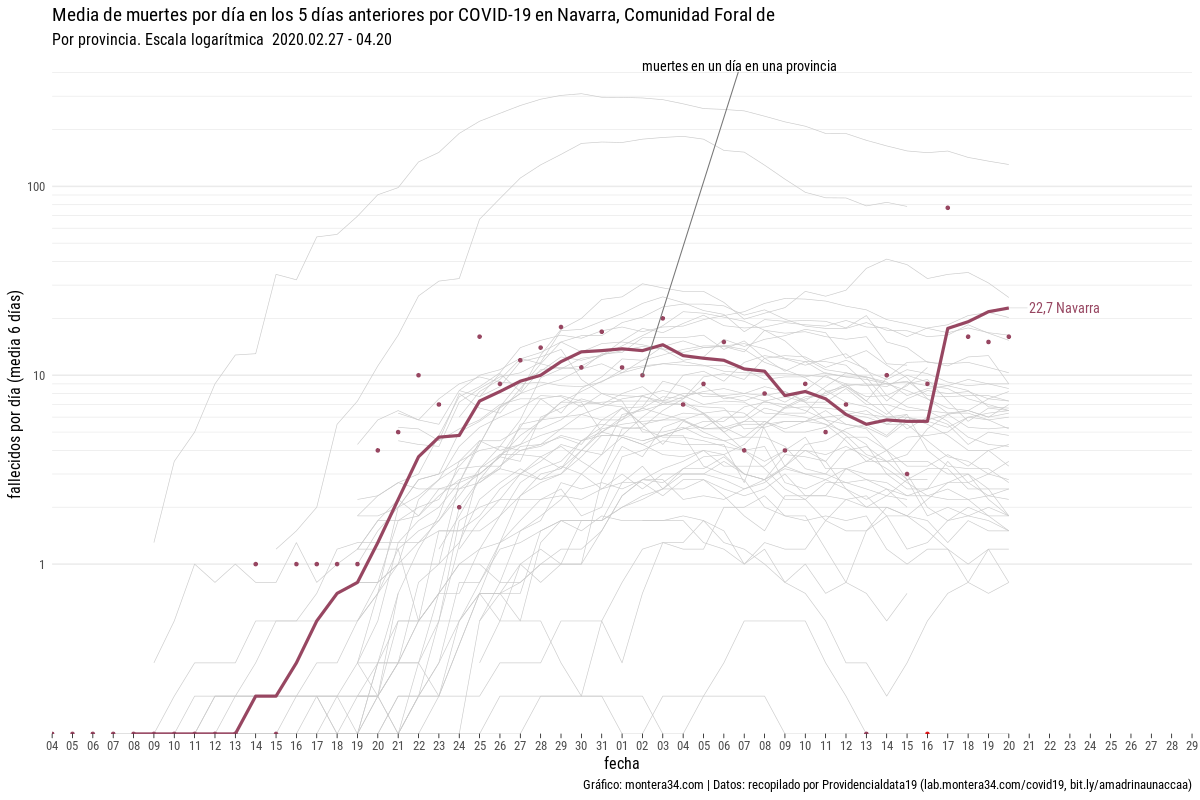 Media de muertes por día en los 5 días anteriores por COVID-19 en Navarra, Comunidad Foral de
Por provincia. Escala logarítmica 2020.02.27 - 04.20
muertes en un día en una provincia
100
10
1
fallecidos por día (media 6 días)
22,7 Navarra
04 05 06 07 08 09 10 11 12 13 14 15 16 17 18 19 20 21 22 23 24 25 26 27 28 29 30 31 01 02 03 04 05 06 07 08 09 10 11 12 13 14 15 16 17 18 19 20 21 22 23 24 25 26 27 28 29
fecha
Gráfico: montera34.com | Datos: recopilado por Providencialdata19 (lab.montera34.com/covid19, bit.ly/amadrinaunaccaa)